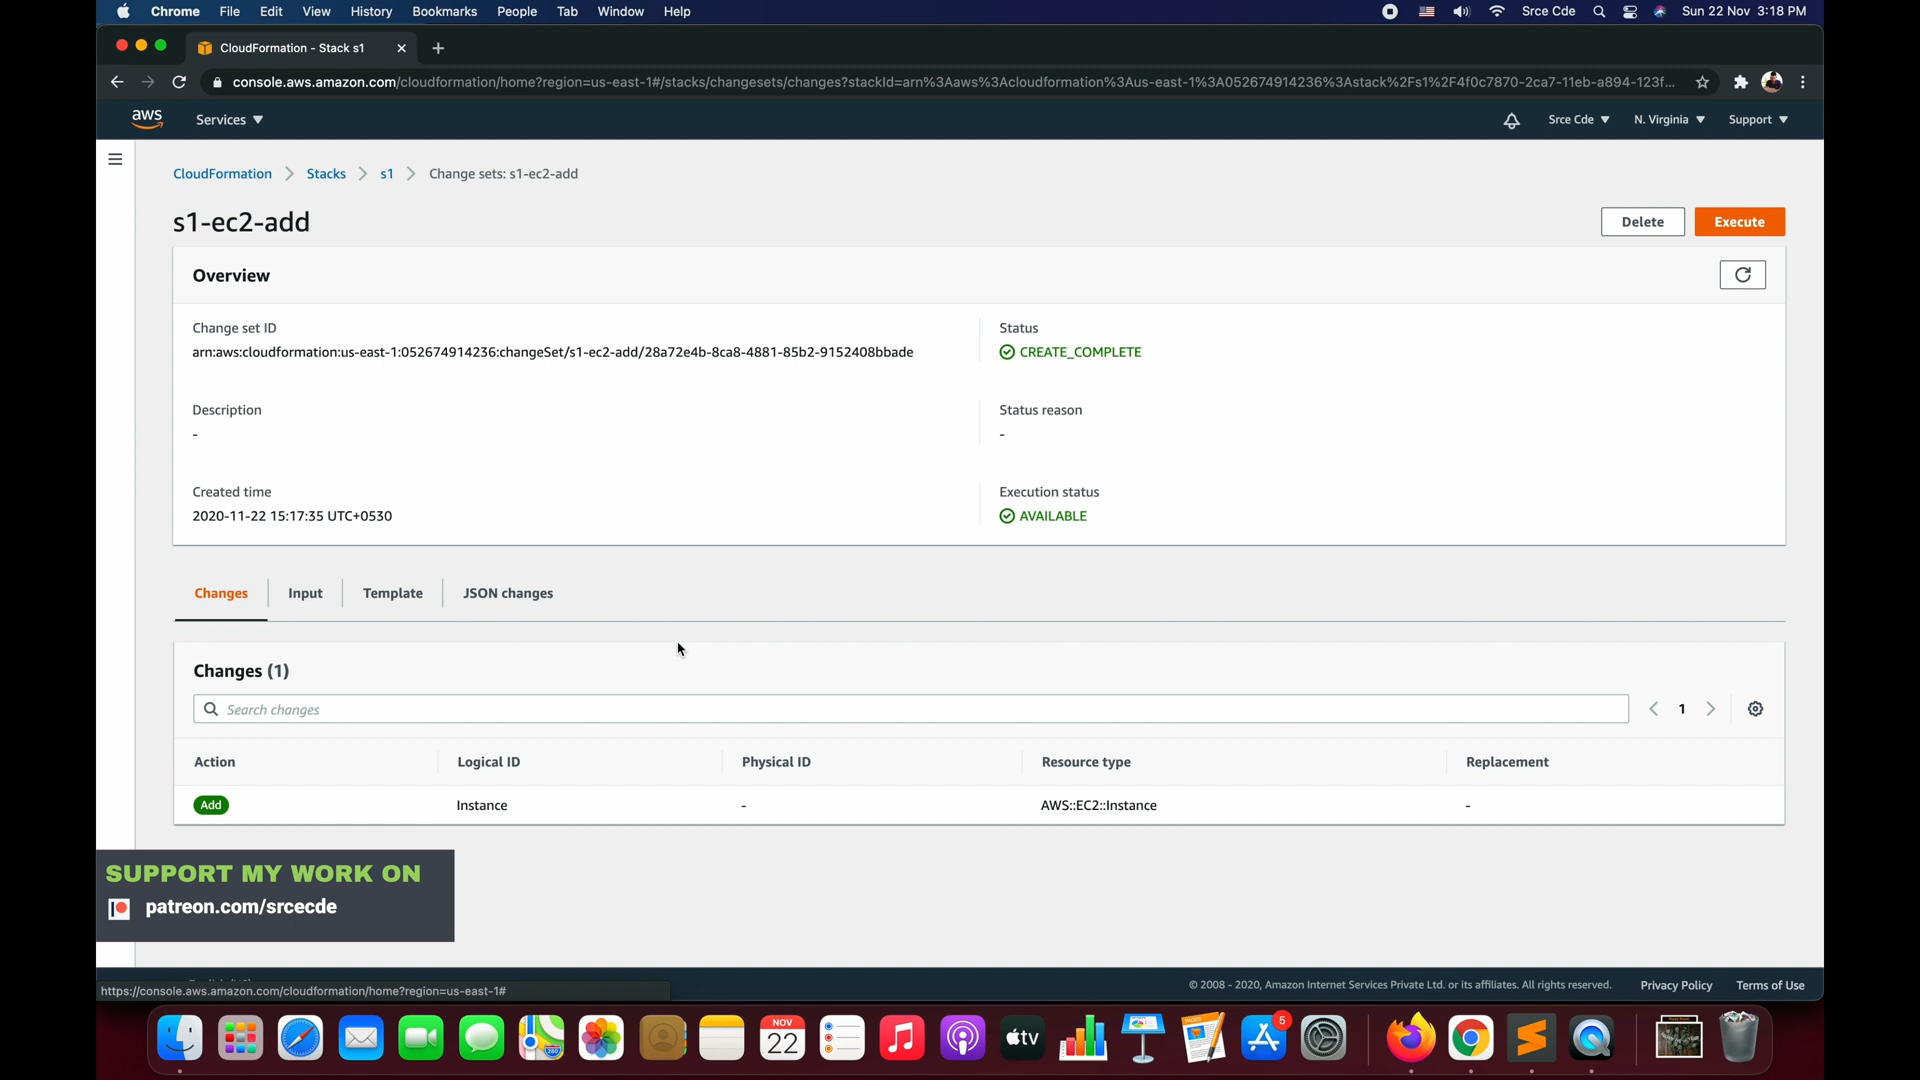 Chrome File Edit View History Bookmarks People Tab Window Help Srce Cde Sun 22 Nov 3:18 PM
CloudFormation - Stack s1
console.aws.amazon.com/cloudformation/home?region=us-east-1#/stacks/changesets/changes?stackId=arn%3Aaws%3Acloudformation%3Aus-east-1%3A052674914236%3Astack%2Fs1%2F4f0c7870-2ca7-11eb-a894-123f...
aws Services Srce Cde N. Virginia Support
CloudFormation Stacks s1 Change sets: s1-ec2-add
s1-ec2-add Delete Execute
Overview
Change set ID Status
arn:aws:cloudformation:us-east-1:052674914236:changeSet/s1-ec2-add/28a72e4b-8ca8-4881-85b2-9152408bbade CREATE_COMPLETE
Description Status reason
- -
Created time Execution status
2020-11-22 15:17:35 UTC+0530 AVAILABLE
Changes Input Template JSON changes
Changes (1)
Search changes 1
Action Logical ID Physical ID Resource type Replacement
Add Instance - AWS::EC2::Instance -
SUPPORT MY WORK ON
patreon.com/srcecde
© 2008 - 2020, Amazon Internet Services Private Ltd. or its affiliates. All rights reserved. Privacy Policy Terms of Use
https://console.aws.amazon.com/cloudformation/home?region=us-east-1#
NOV
22
280
tv
5